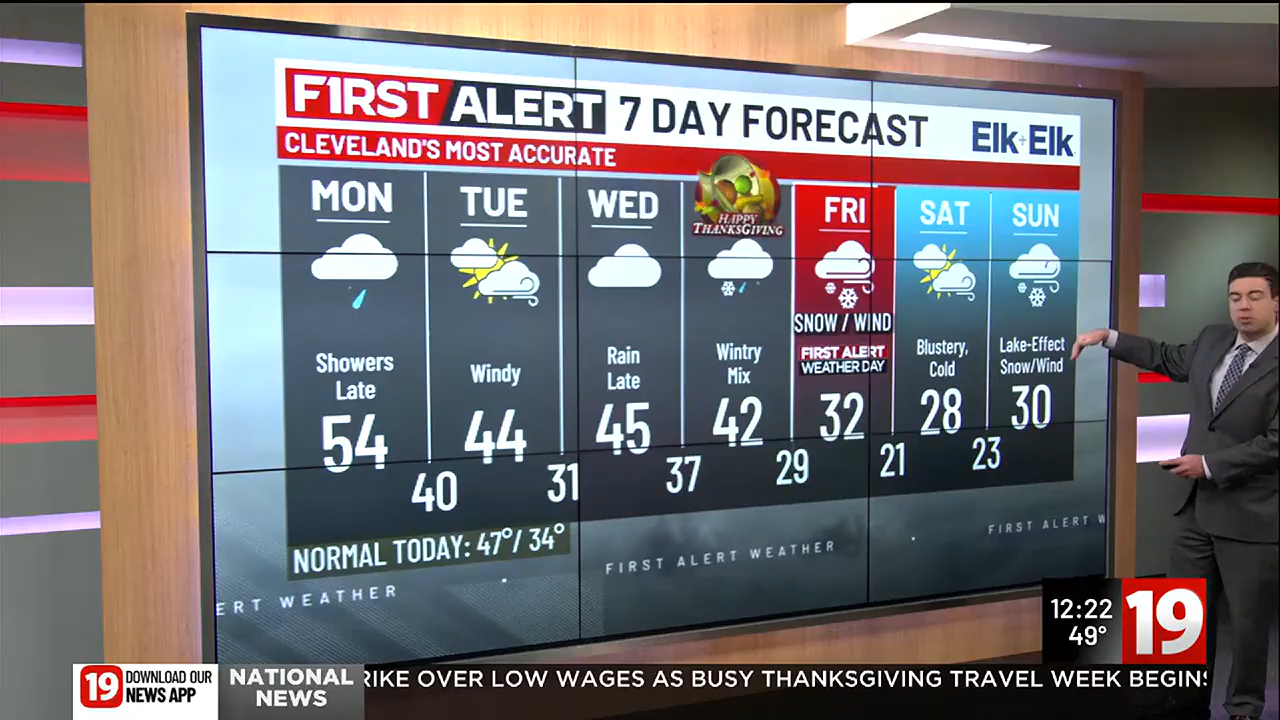 F1RST ALERT 7 DAY FORECAST
Elk+Elk
CLEVELAND'S MOST ACCURATE
MON
TUE
WED
HAPPY
THANKSGIVING
FRI
SAT
SUN
SNOW / WIND
FIRST ALERT
WEATHER DAY
Showers
Late
Windy
Rain
Late
Wintry
Mix
Blustery,
Cold
Lake-Effect
Snow/Wind
54
44
45
42
32
28
30
40
31
37
29
21
23
NORMAL TODAY: 47°/ 34°
ERT WEATHER
FIRST ALERT WEATHER
FIRST ALERT W
12:22
49°
19
19 DOWNLOAD OUR
NEWS APP
NATIONAL
NEWS
RIKE OVER LOW WAGES AS BUSY THANKSGIVING TRAVEL WEEK BEGINS